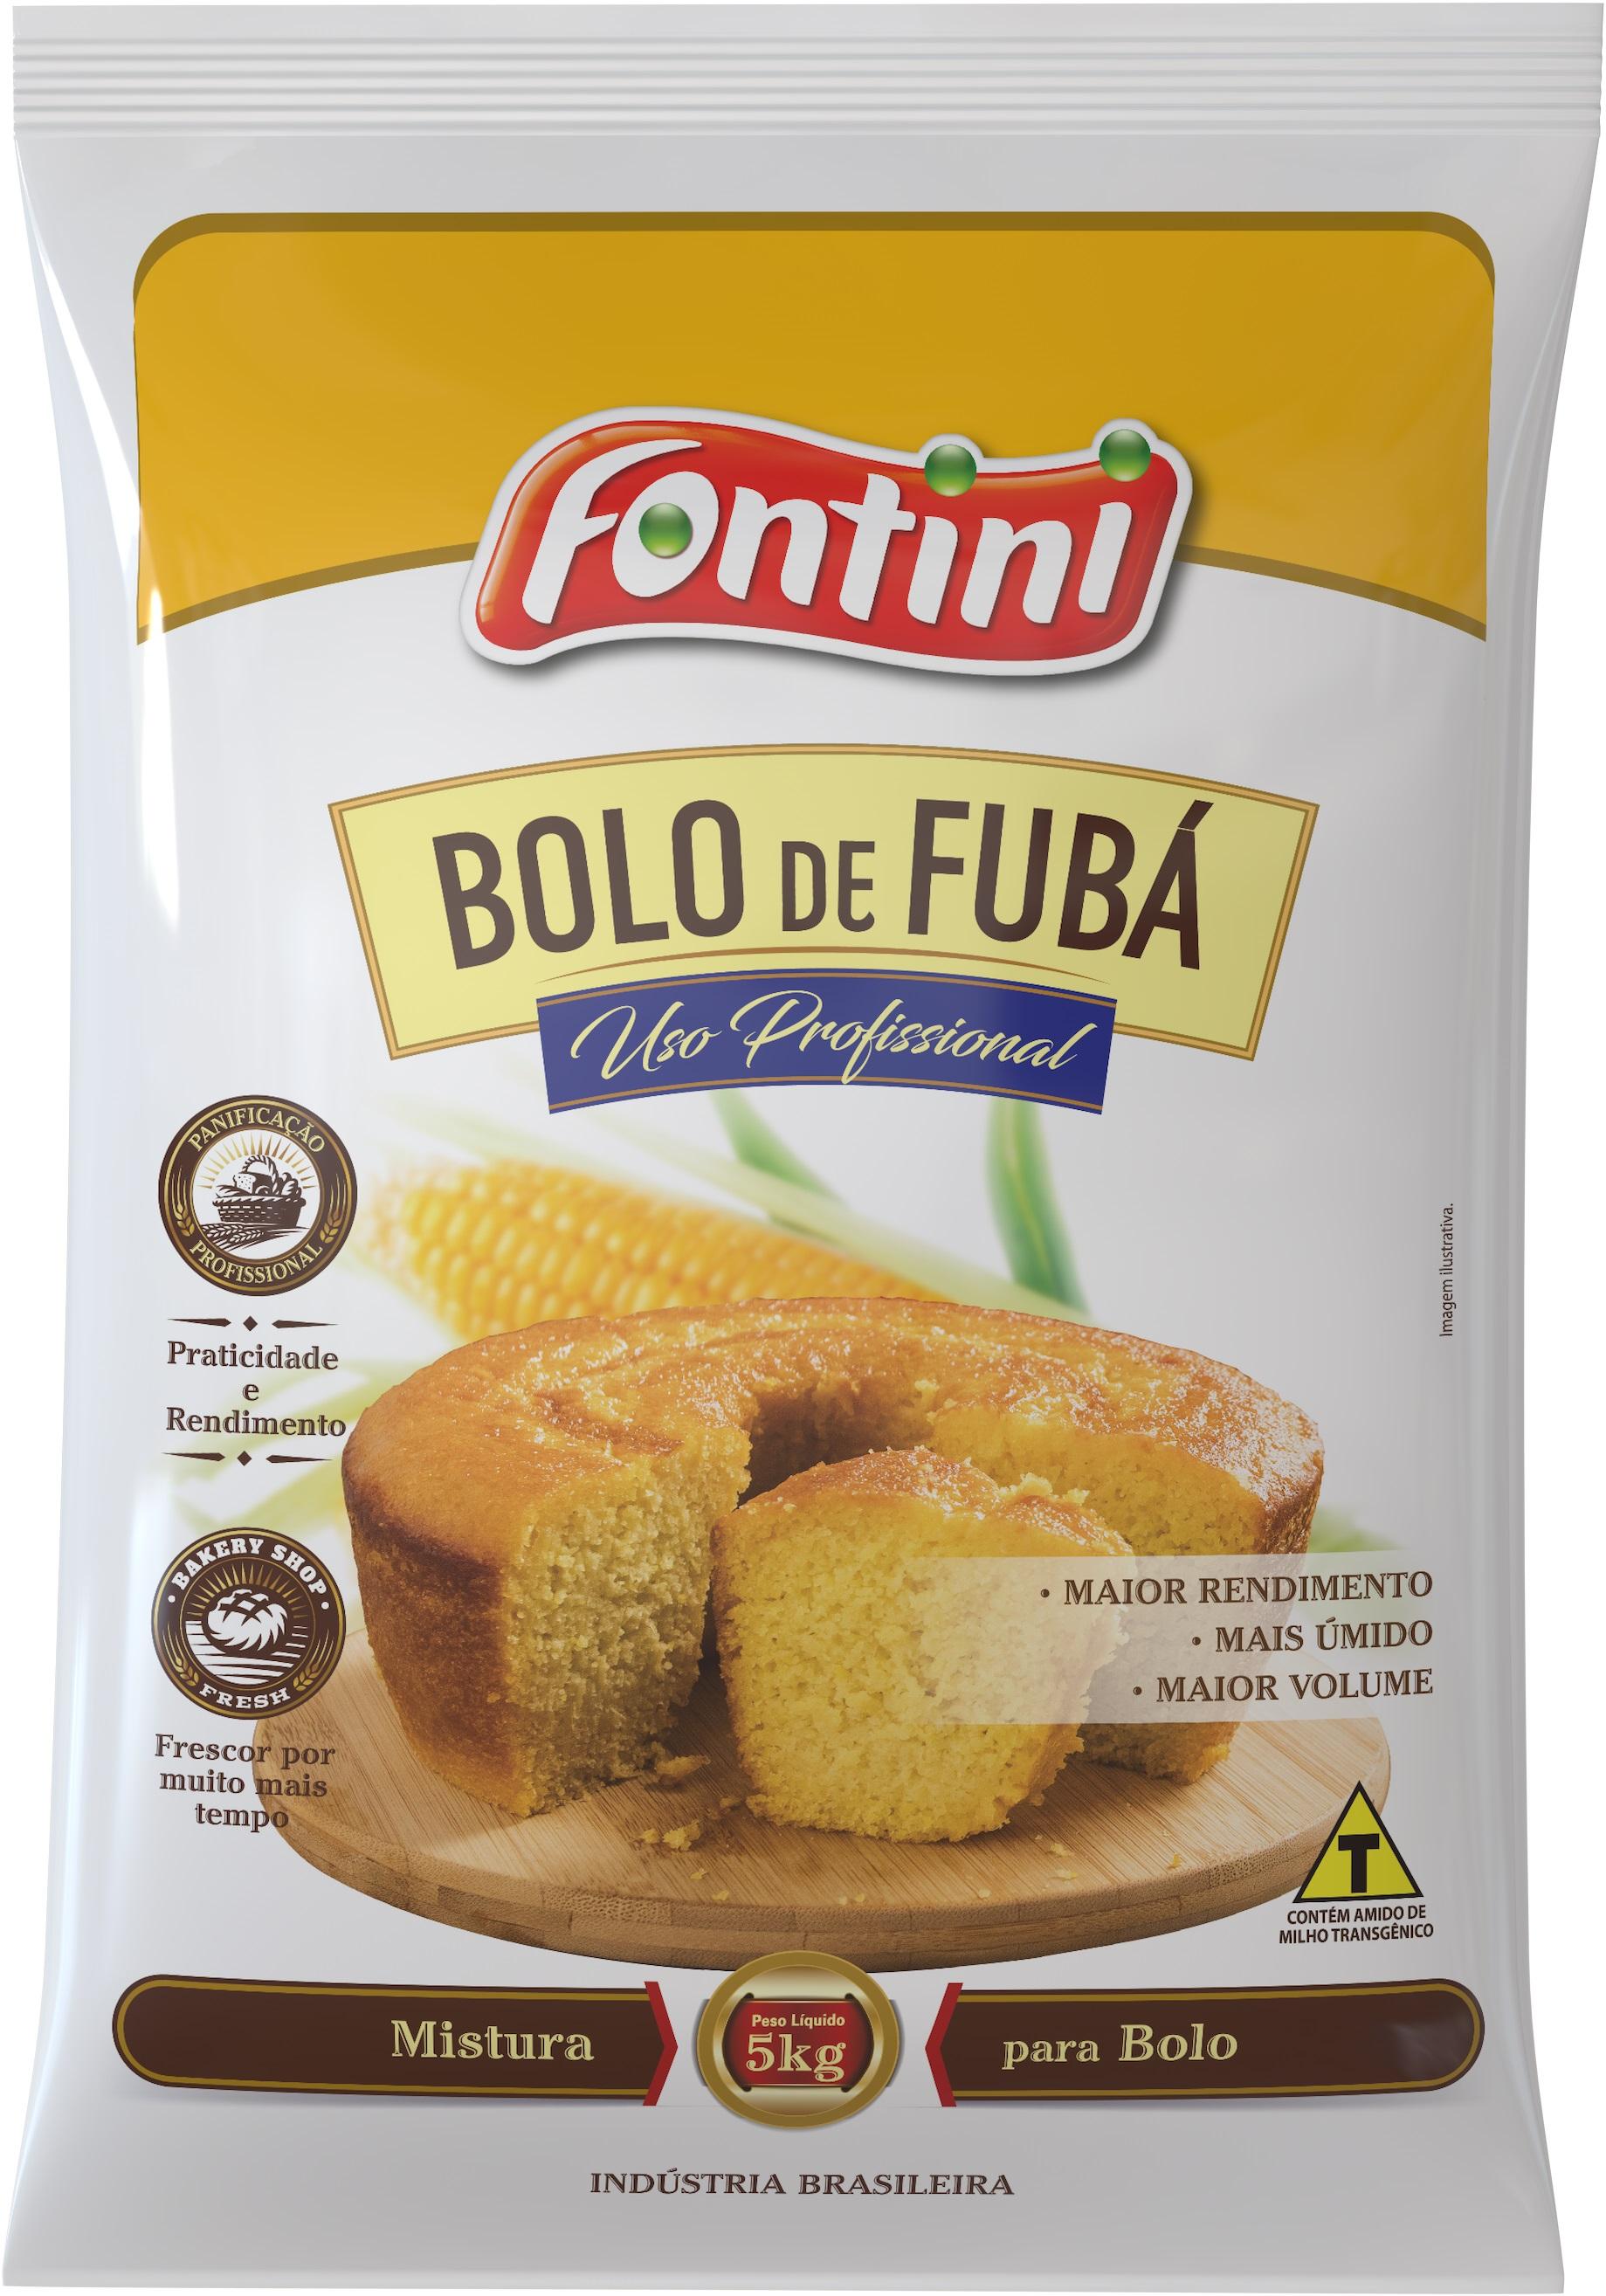 Fontini
BOLO DE FUBÁ
Uso Profissional
PANIFICAÇÃO
PROFISSIONAL
Praticidade
e
Rendimento
Imagem ilustrativa.
BAKERY SHOP
FRESH
Frescor por
muito mais
tempo
• MAIOR RENDIMENTO
• MAIS ÚMIDO
• MAIOR VOLUME
T
CONTÉM AMIDO DE
MILHO TRANSGÊNICO
Mistura
Peso Líquido
5kg
para Bolo
INDÚSTRIA BRASILEIRA